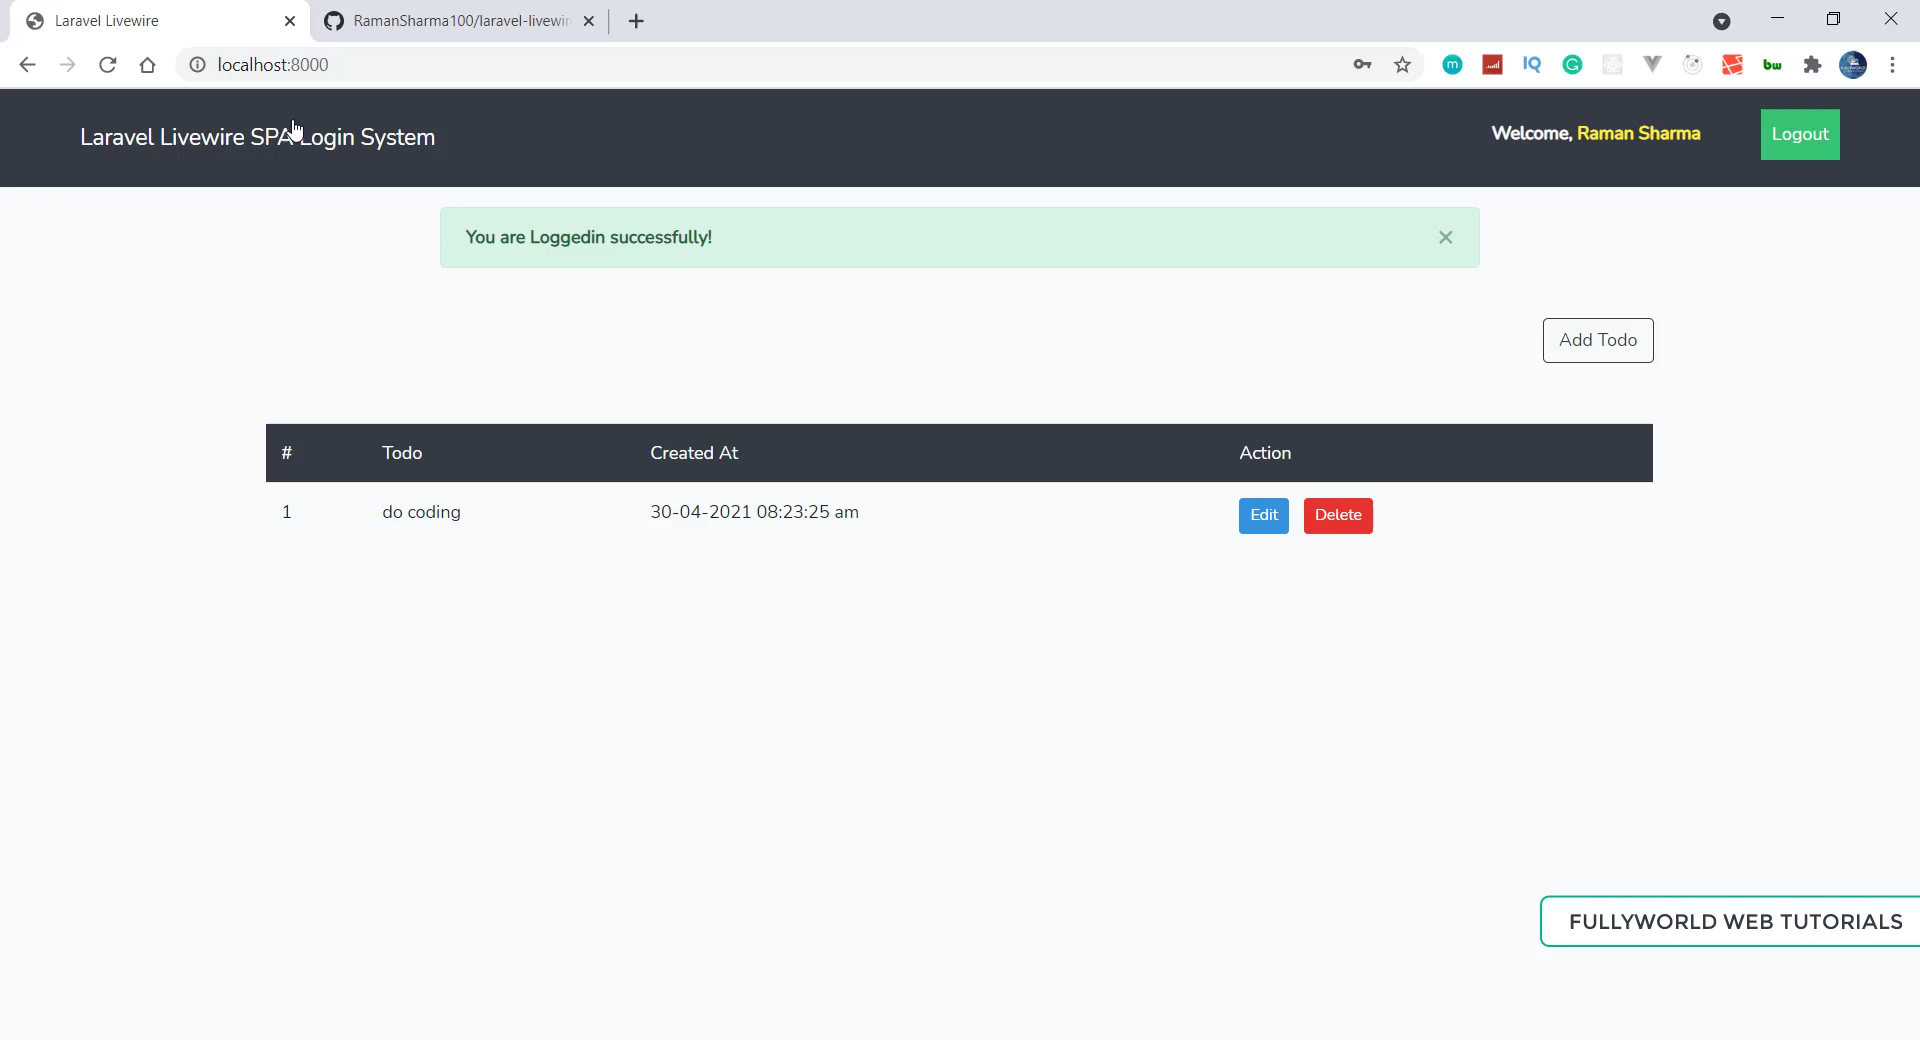 Laravel Livewire
RamanSharma100/laravel-livewir
localhost:8000
Laravel Livewire SPA Login System
Welcome, Raman Sharma
Logout
You are Loggedin successfully!
Add Todo
# Todo Created At Action
1 do coding 30-04-2021 08:23:25 am Edit Delete
FULLYWORLD WEB TUTORIALS